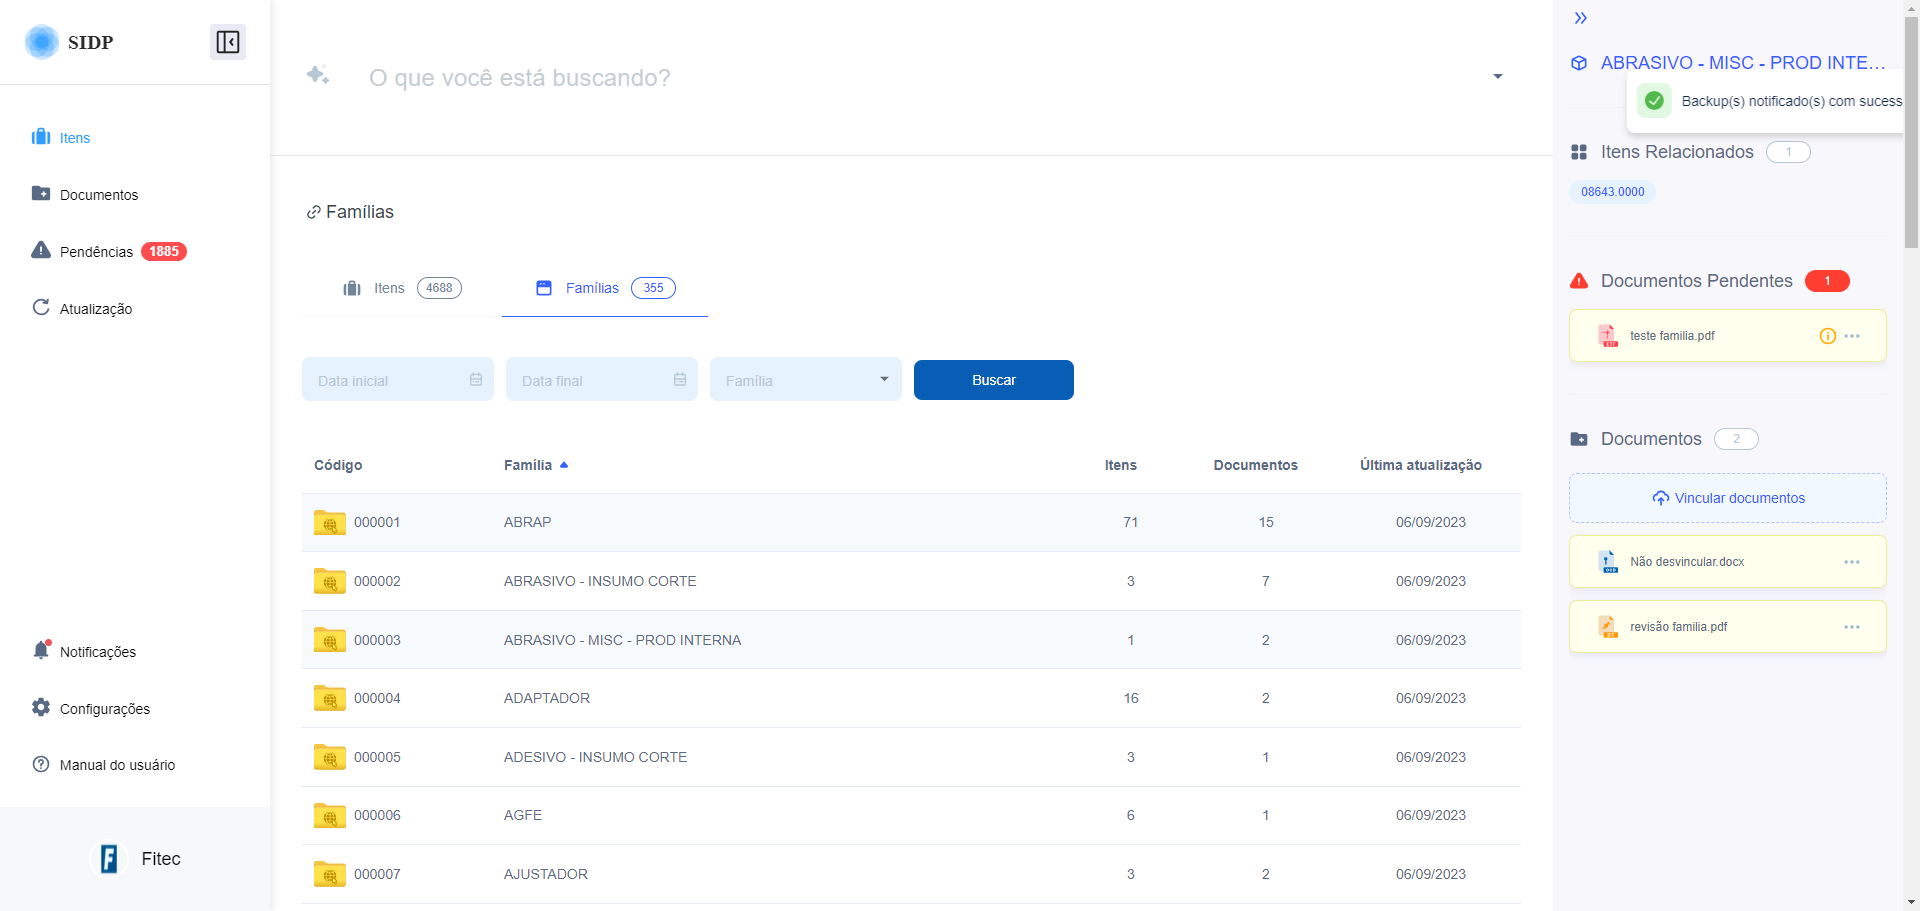 SIDP
Itens
Documentos
Pendências 1885
Atualização
Notificações
Configurações
Manual do usuário
Fitec
O que você está buscando?
Famílias
Itens 4688
Famílias 355
Data inicial
Data final
Família
Buscar
Código Família Itens Documentos Última atualização
000001 ABRAP 71 15 06/09/2023
000002 ABRASIVO - INSUMO CORTE 3 7 06/09/2023
000003 ABRASIVO - MISC - PROD INTERNA 1 2 06/09/2023
000004 ADAPTADOR 16 2 06/09/2023
000005 ADESIVO - INSUMO CORTE 3 1 06/09/2023
000006 AGFE 6 1 06/09/2023
000007 AJUSTADOR 3 2 06/09/2023
ABRASIVO - MISC - PROD INTE...
Backup(s) notificado(s) com sucess
Itens Relacionados 1
08643.0000
Documentos Pendentes 1
teste familia.pdf
Documentos 2
Vincular documentos
Não desvincular.docx
revisão familia.pdf